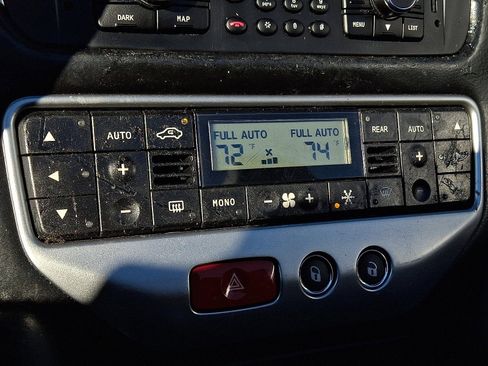 DARK MAP MENU LIST
FULL AUTO FULL AUTO
AUTO 72 °F 74 °F REAR AUTO
MONO